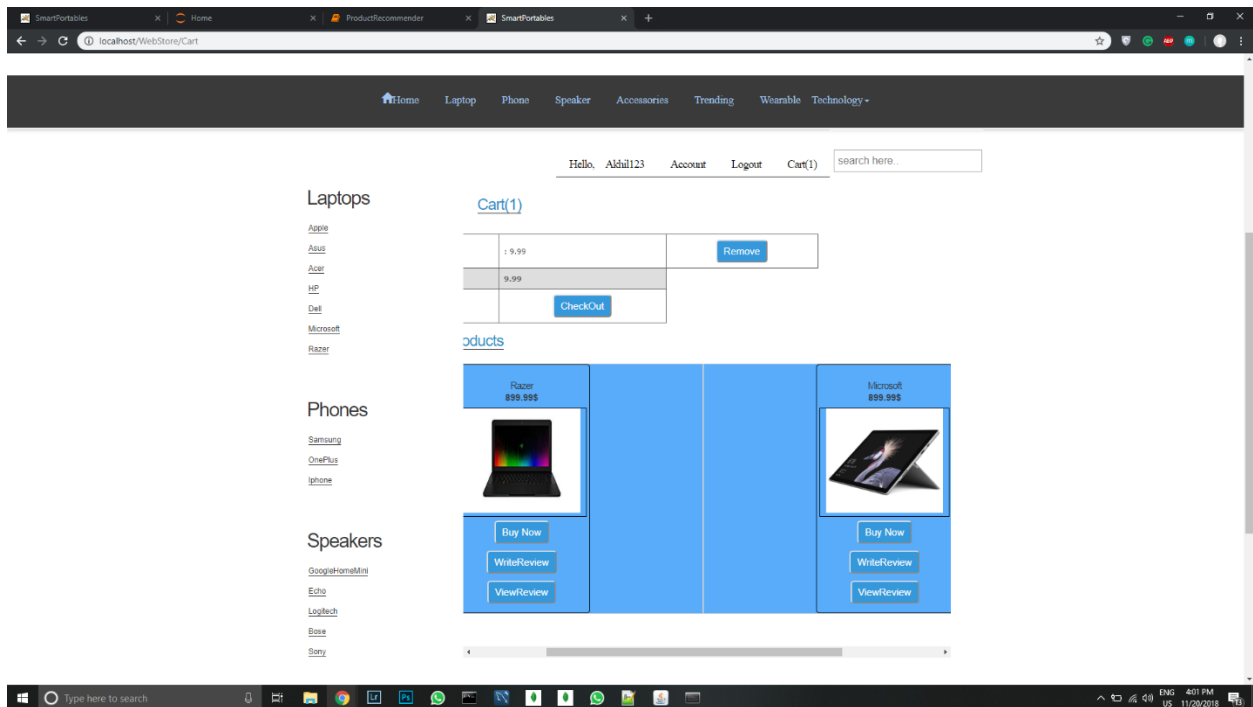 SmartPortables
Home
ProductRecommender
SmartPortables
localhost/WebStore/Cart
ABP
Home Laptop Phone Speaker Accessories Trending Wearable Technology
Hello, Akhil123 Account Logout Cart(1) search here..
Laptops
Apple
Asus
Acer
HP
Dell
Microsoft
Razer
Phones
Samsung
OnePlus
Iphone
Speakers
GoogleHomeMini
Echo
Logitech
Bose
Sony
Cart(1)
: 9.99 Remove
9.99
CheckOut
oducts
Razer
899.99$
Buy Now
WriteReview
ViewReview
Microsoft
899.99$
Buy Now
WriteReview
ViewReview
Type here to search
Lr
Ps
ENG
US
4:01 PM
11/20/2018